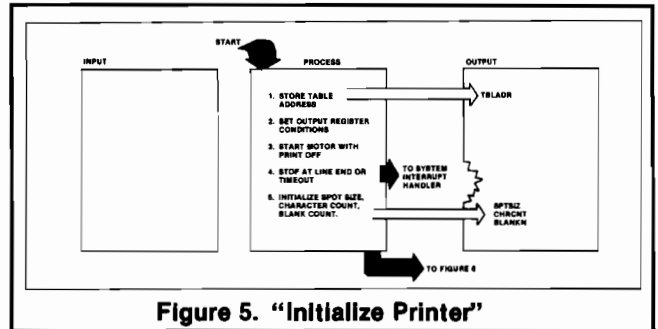 START
INPUT
PROCESS
OUTPUT
1. STORE TABLE
ADDRESS
TBLADR
2. SET OUTPUT REGISTER
CONDITIONS
3. START MOTOR WITH
PRINT OFF
4. STOP AT LINE END OR
TIMEOUT
TO SYSTEM
INTERRUPT
HANDLER
5. INITIALIZE SPOT SIZE,
CHARACTER COUNT,
BLANK COUNT.
SPTSIZ
CHRCNT
BLANKN
TO FIGURE 6
Figure 5. “Initialize Printer”